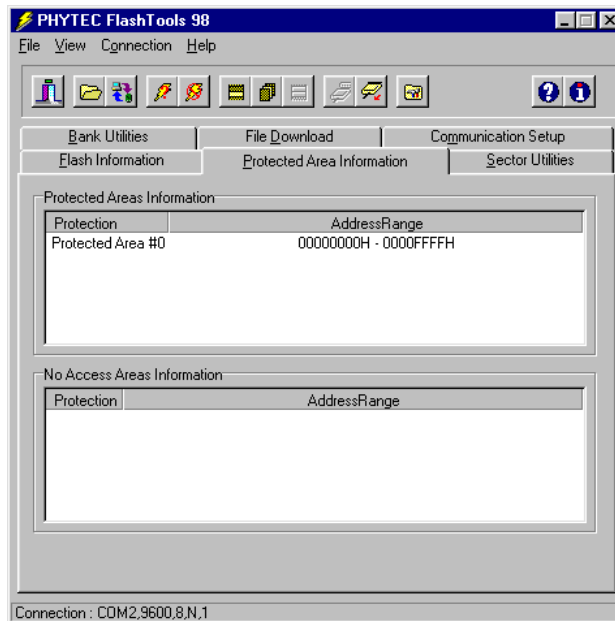 PHYTEC FlashTools 98
File View Connection Help
Bank Utilities File Download Communication Setup
Flash Information Protected Area Information Sector Utilities
Protected Areas Information
Protection AddressRange
Protected Area #0 00000000H - 0000FFFFH
No Access Areas Information
Protection AddressRange
Connection : COM2,9600,8,N,1